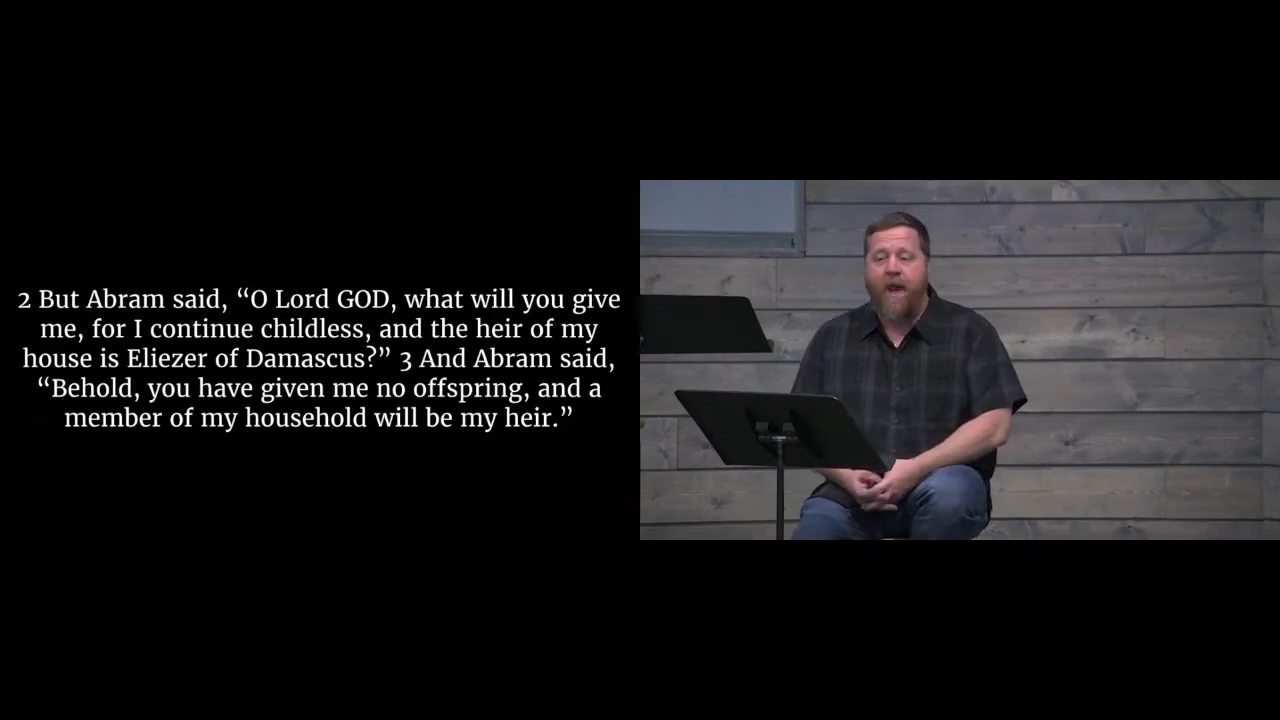 2 But Abram said, “O Lord GOD, what will you give
me, for I continue childless, and the heir of my
house is Eliezer of Damascus?” 3 And Abram said,
“Behold, you have given me no offspring, and a
member of my household will be my heir.”